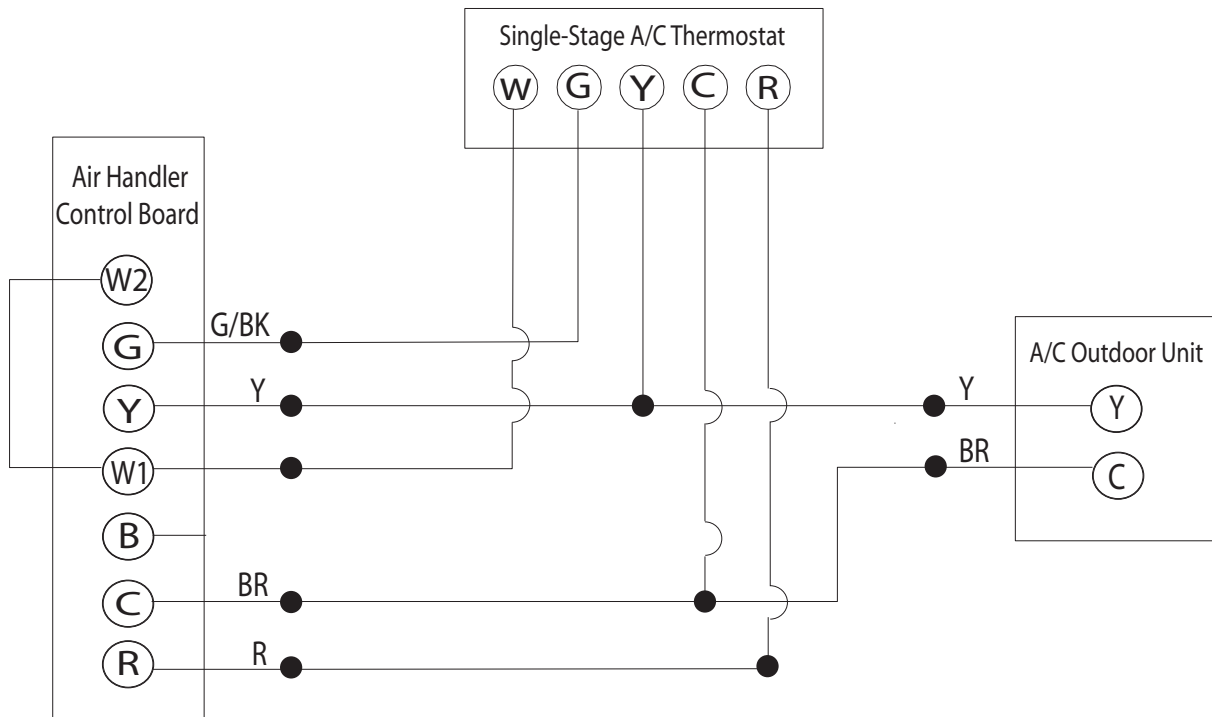 Single-Stage A/C Thermostat
W G Y C R
Air Handler
Control Board
W2
G
G/BK
Y
Y
W1
B
C
BR
R
R
A/C Outdoor Unit
Y
Y
BR
C